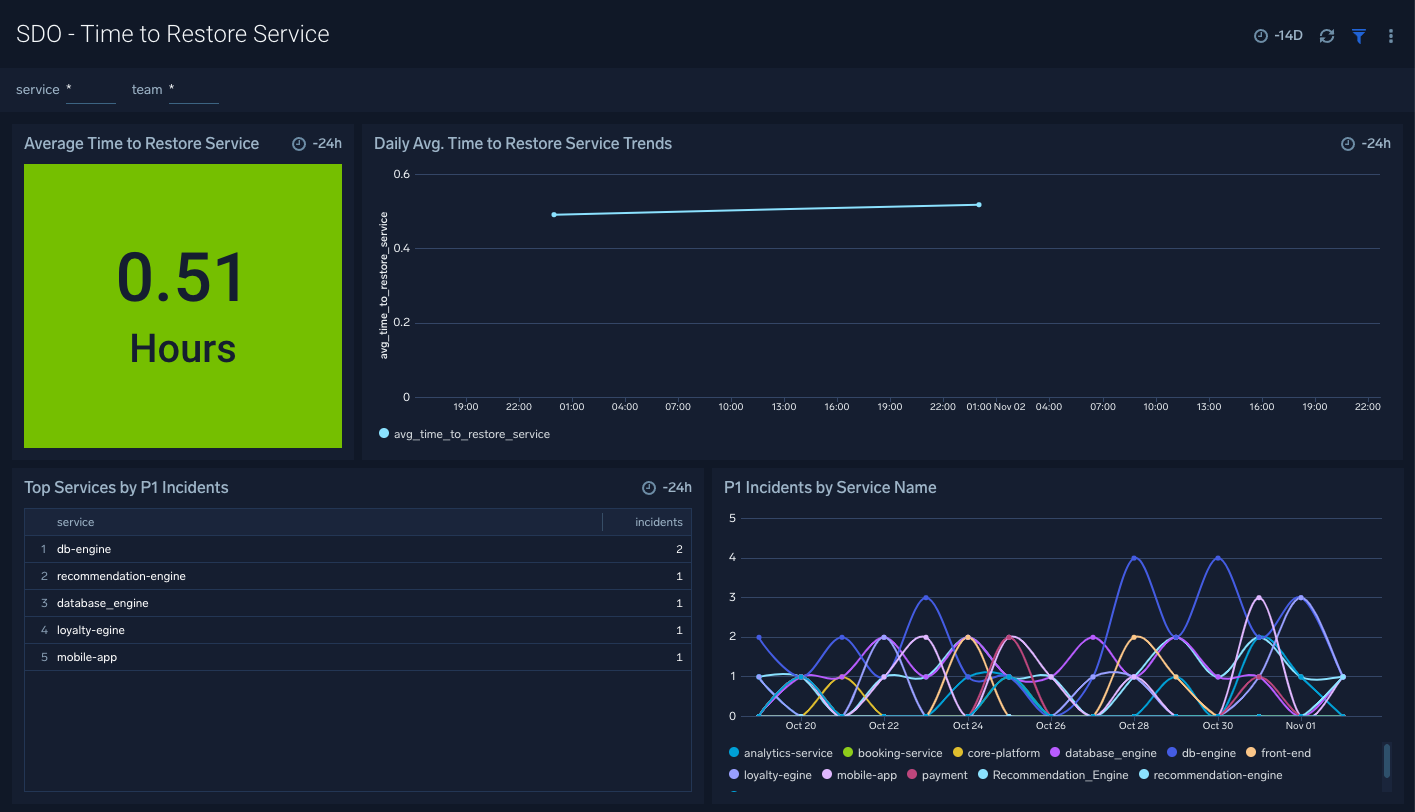 SDO - Time to Restore Service
-14D
service * team *
Average Time to Restore Service -24h
0.51
Hours
Daily Avg. Time to Restore Service Trends -24h
avg_time_to_restore_service
0.6
0.4
0.2
0
19:00 22:00 01:00 04:00 07:00 10:00 13:00 16:00 19:00 22:00 01:00 Nov 02 04:00 07:00 10:00 13:00 16:00 19:00 22:00
avg_time_to_restore_service
Top Services by P1 Incidents -24h
service incidents
1 db-engine 2
2 recommendation-engine 1
3 database_engine 1
4 loyalty-egine 1
5 mobile-app 1
P1 Incidents by Service Name
5
4
3
2
1
0
Oct 20 Oct 22 Oct 24 Oct 26 Oct 28 Oct 30 Nov 01
analytics-service booking-service core-platform database_engine db-engine front-end
loyalty-egine mobile-app payment Recommendation_Engine recommendation-engine